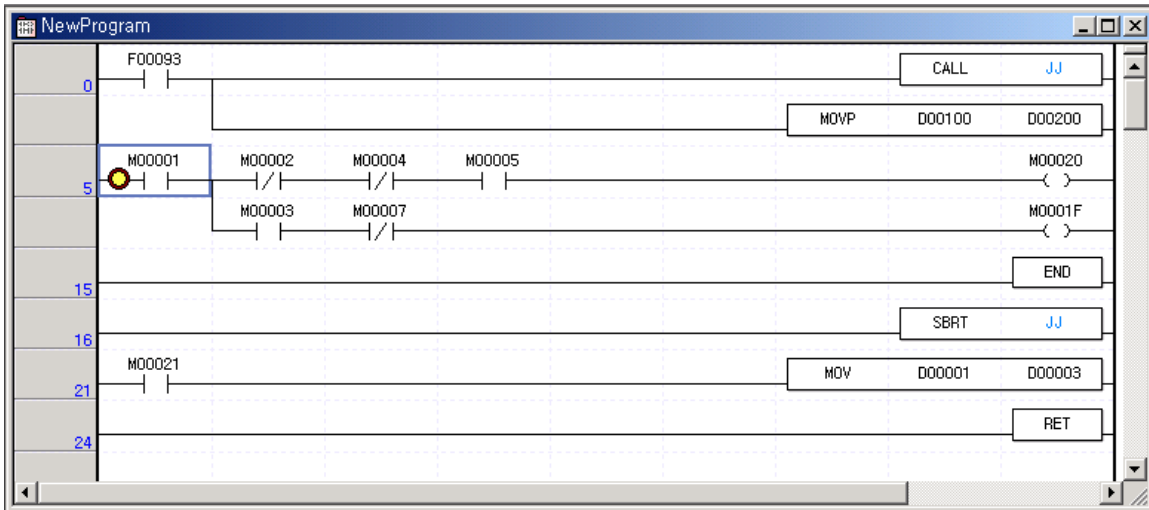 NewProgram
F00093
0
CALL JJ
MOVP D00100 D00200
M00001 M00002 M00004 M00005 M00020
5
M00003 M00007 M0001F
END
15
SBRT JJ
16
M00021
MOV D00001 D00003
21
RET
24